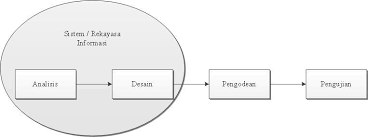 Sistem / Rekayasa
Informasi
Analisis
Desain
Pengodean
Pengujian